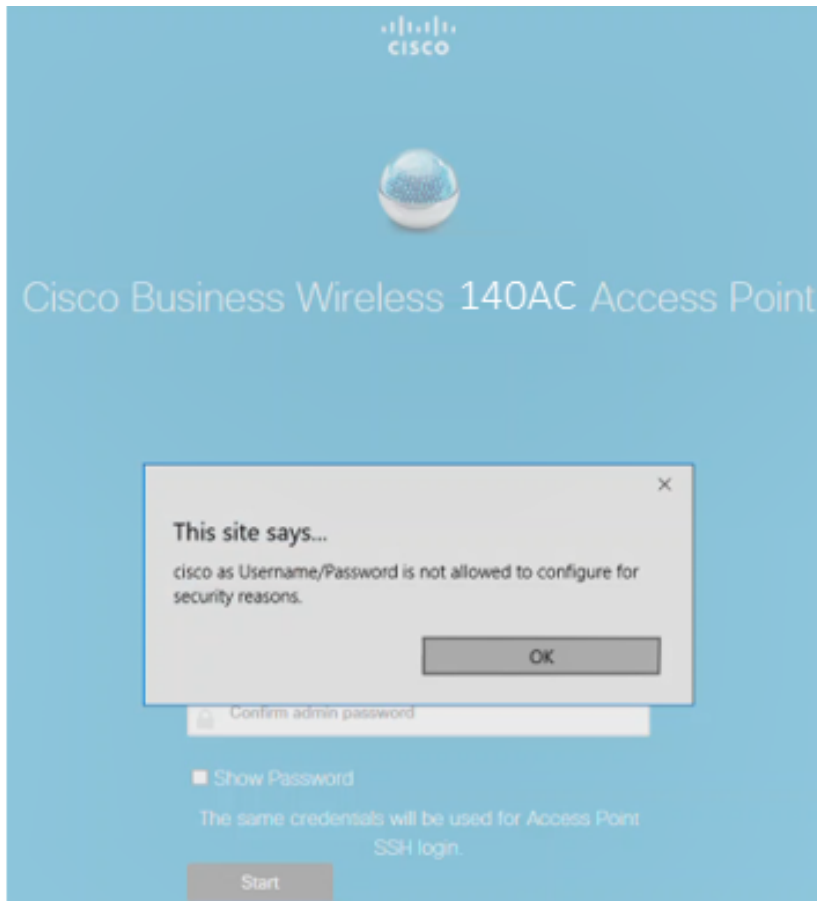 CISCO
Cisco Business Wireless 140AC Access Point
This site says...
cisco as Username/Password is not allowed to configure for
security reasons.
OK
Confirm admin password
Show Password
The same credentials will be used for Access Point
SSH login.
Start